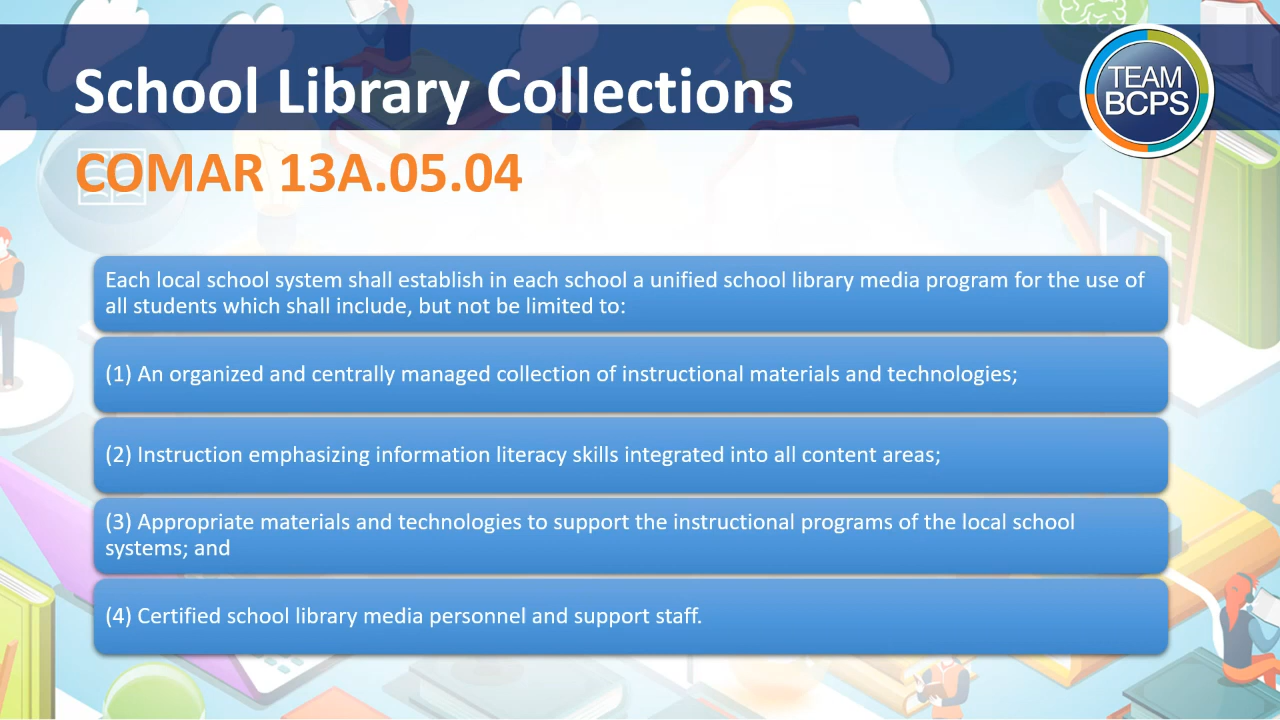 School Library Collections
TEAM
BCPS
COMAR 13A.05.04
Each local school system shall establish in each school a unified school library media program for the use of
all students which shall include, but not be limited to:
(1) An organized and centrally managed collection of instructional materials and technologies;
(2) Instruction emphasizing information literacy skills integrated into all content areas;
(3) Appropriate materials and technologies to support the instructional programs of the local school
systems; and
(4) Certified school library media personnel and support staff.